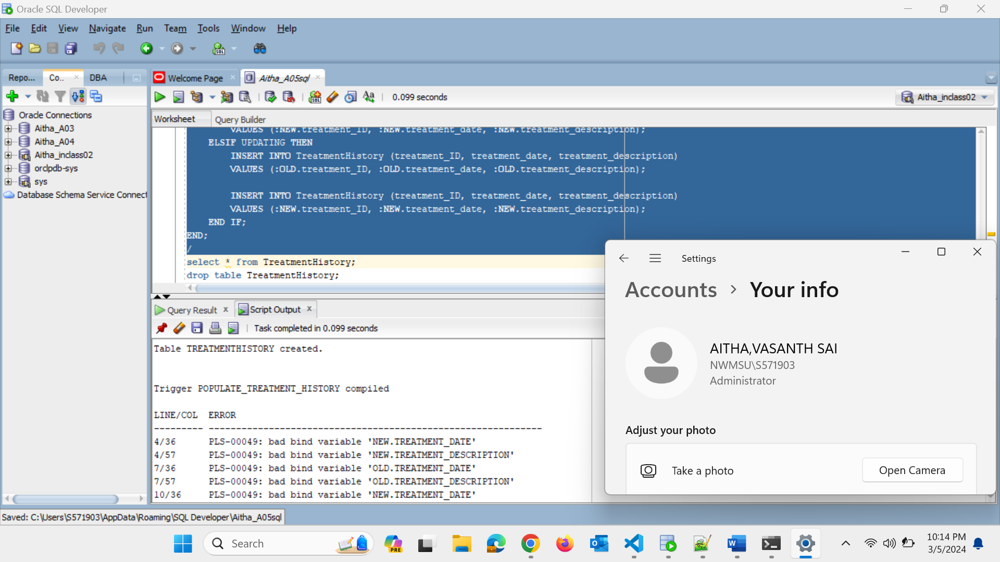 Oracle SQL Developer
File Edit View Navigate Run Team Tools Window Help
Repo... Co.. DBA
Welcome Page Aitha_A05sql
0.099 seconds
Aitha_inclass02
Worksheet Query Builder
Oracle Connections
Aitha_A03
Aitha_A04
Aitha_inclass02
orclpdb-sys
sys
Database Schema Service Connect
VALUES (:NEW.treatment_ID, :NEW.treatment_date, :NEW.treatment_description);
ELSIF UPDATING THEN
INSERT INTO TreatmentHistory (treatment_ID, treatment_date, treatment_description)
VALUES (:OLD.treatment_ID, :OLD.treatment_date, :OLD.treatment_description);
INSERT INTO TreatmentHistory (treatment_ID, treatment_date, treatment_description)
VALUES (:NEW.treatment_ID, :NEW.treatment_date, :NEW.treatment_description);
END IF;
END;
/
select * from TreatmentHistory;
drop table TreatmentHistory;
Query Result Script Output
Task completed in 0.099 seconds
Table TREATMENTHISTORY created.
Trigger POPULATE_TREATMENT_HISTORY compiled
LINE/COL ERROR
--------- -------------------------------------------------------------
4/36 PLS-00049: bad bind variable 'NEW.TREATMENT_DATE'
4/57 PLS-00049: bad bind variable 'NEW.TREATMENT_DESCRIPTION'
7/36 PLS-00049: bad bind variable 'OLD.TREATMENT_DATE'
7/57 PLS-00049: bad bind variable 'OLD.TREATMENT_DESCRIPTION'
10/36 PLS-00049: bad bind variable 'NEW.TREATMENT_DATE'
Settings
Accounts > Your info
AITHA,VASANTH SAI
NWMSU\S571903
Administrator
Adjust your photo
Take a photo
Open Camera
Saved: C:\Users\S571903\AppData\Roaming\SQL Developer\Aitha_A05sql
Search
PRE
10:14 PM
3/5/2024